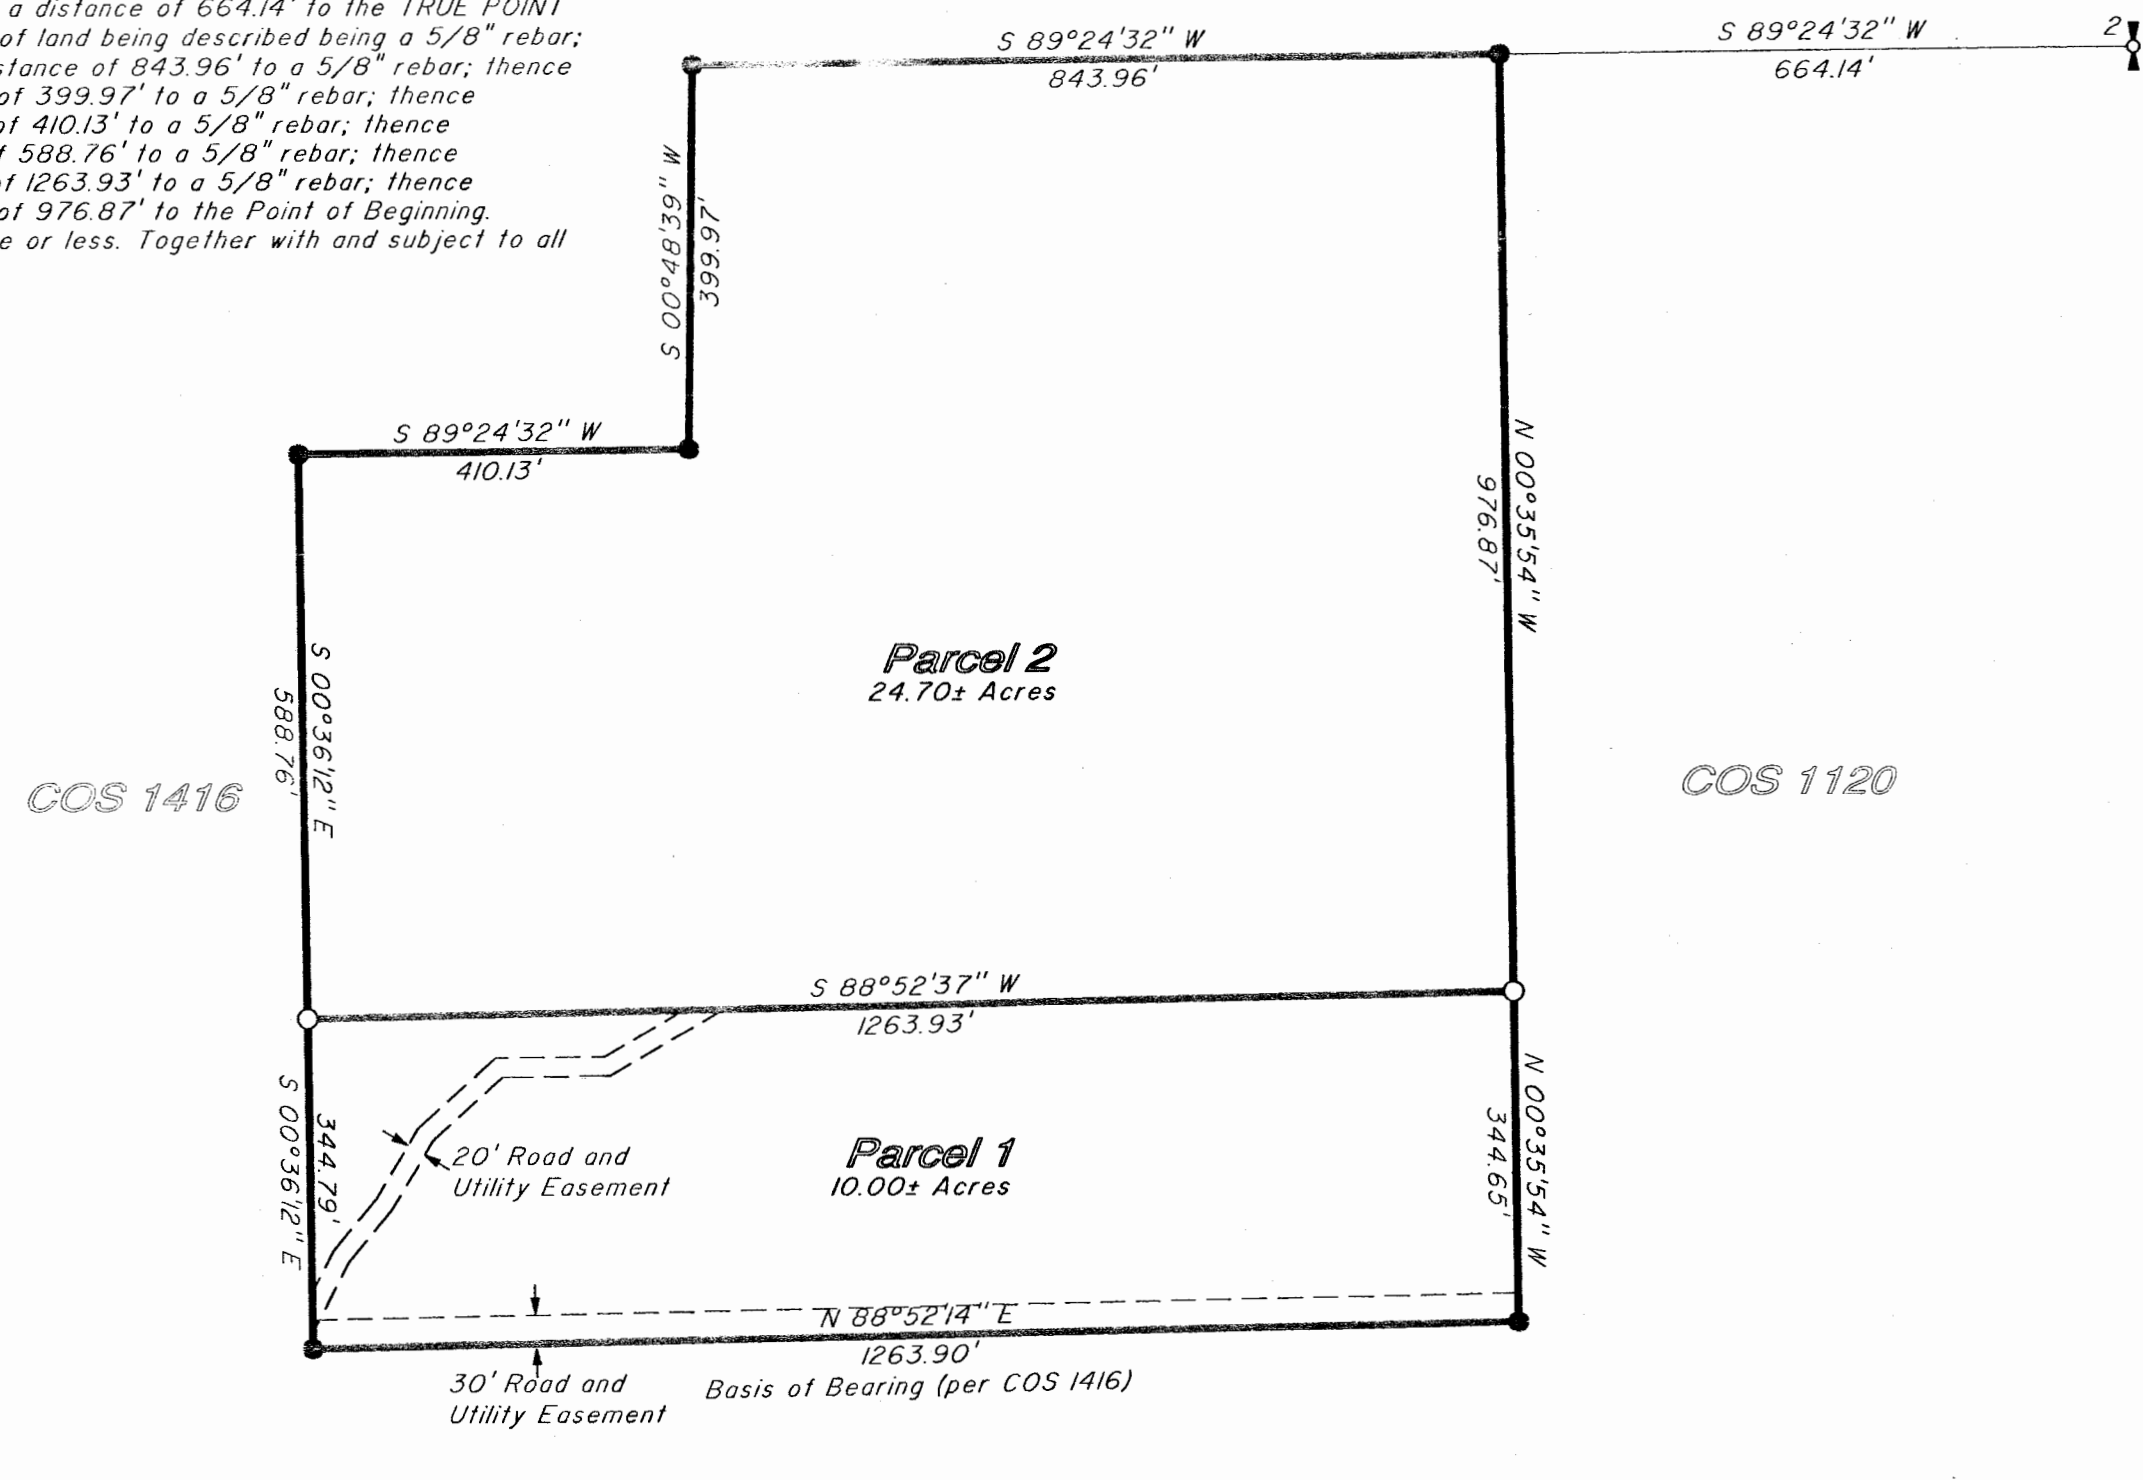 a distance of 664.14' to the TRUE POINT
of land being described being a 5/8" rebar;
stance of 843.96' to a 5/8" rebar; thence
of 399.97' to a 5/8" rebar; thence
of 410.13' to a 5/8" rebar; thence
f 588.76' to a 5/8" rebar; thence
of 1263.93' to a 5/8" rebar; thence
of 976.87' to the Point of Beginning.
e or less. Together with and subject to all
S 89°24'32" W
843.96'
S 89°24'32" W
664.14'
2
S 00°48'39" W
399.97'
S 89°24'32" W
410.13'
N 00°35'54" W
976.87'
S 00°36'12" E
588.76'
Parcel 2
24.70± Acres
COS 1416
COS 1120
S 88°52'37" W
1263.93'
S 00°36'12" E
344.79'
20' Road and
Utility Easement
Parcel 1
10.00± Acres
N 00°35'54" W
344.65'
N 88°52'14" E
1263.90'
30' Road and
Utility Easement
Basis of Bearing (per COS 1416)